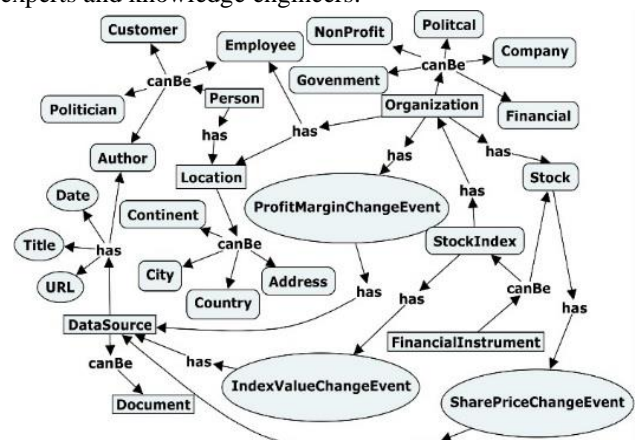 experts and knowledge engineers.
Customer
Employee
NonProfit
Politcal
Company
canBe
Govenment
canBe
Politician
Person
Organization
Financial
has
has
Author
has
has
Location
Stock
Date
has
Continent
ProfitMarginChangeEvent
Title
has
canBe
StockIndex
URL
City
Address
canBe
Country
has
has
has
DataSource
FinancialInstrument
canBe
has
IndexValueChangeEvent
SharePriceChangeEvent
Document